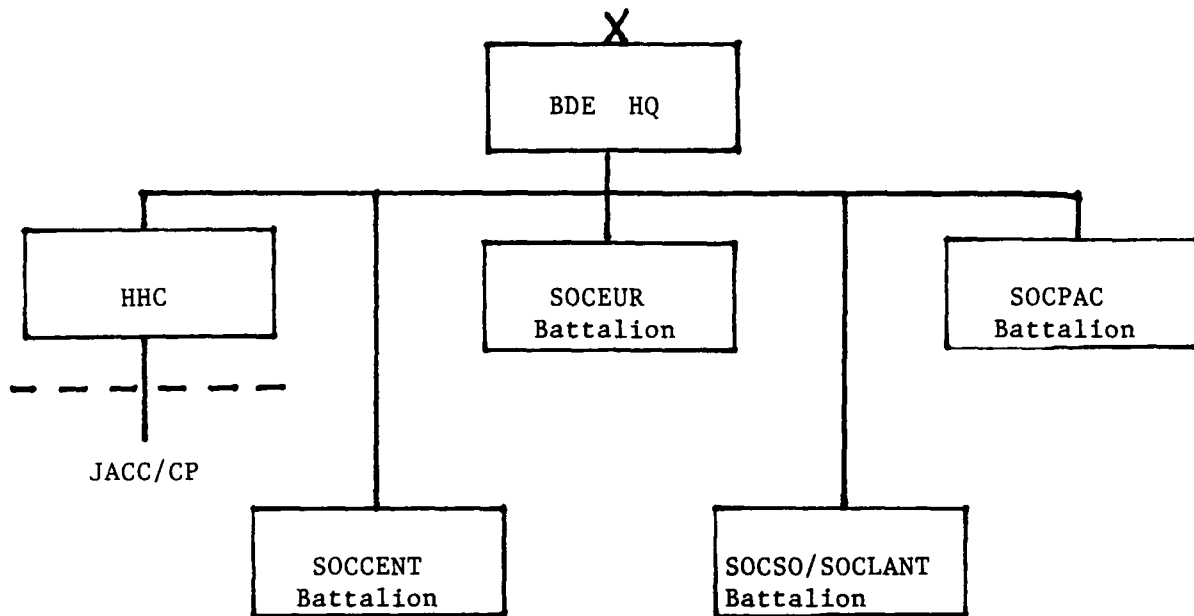 X
BDE HQ
HHC
SOCEUR
Battalion
SOCPAC
Battalion
JACC/CP
SOCCENT
Battalion
SOCSO/SOCLANT
Battalion